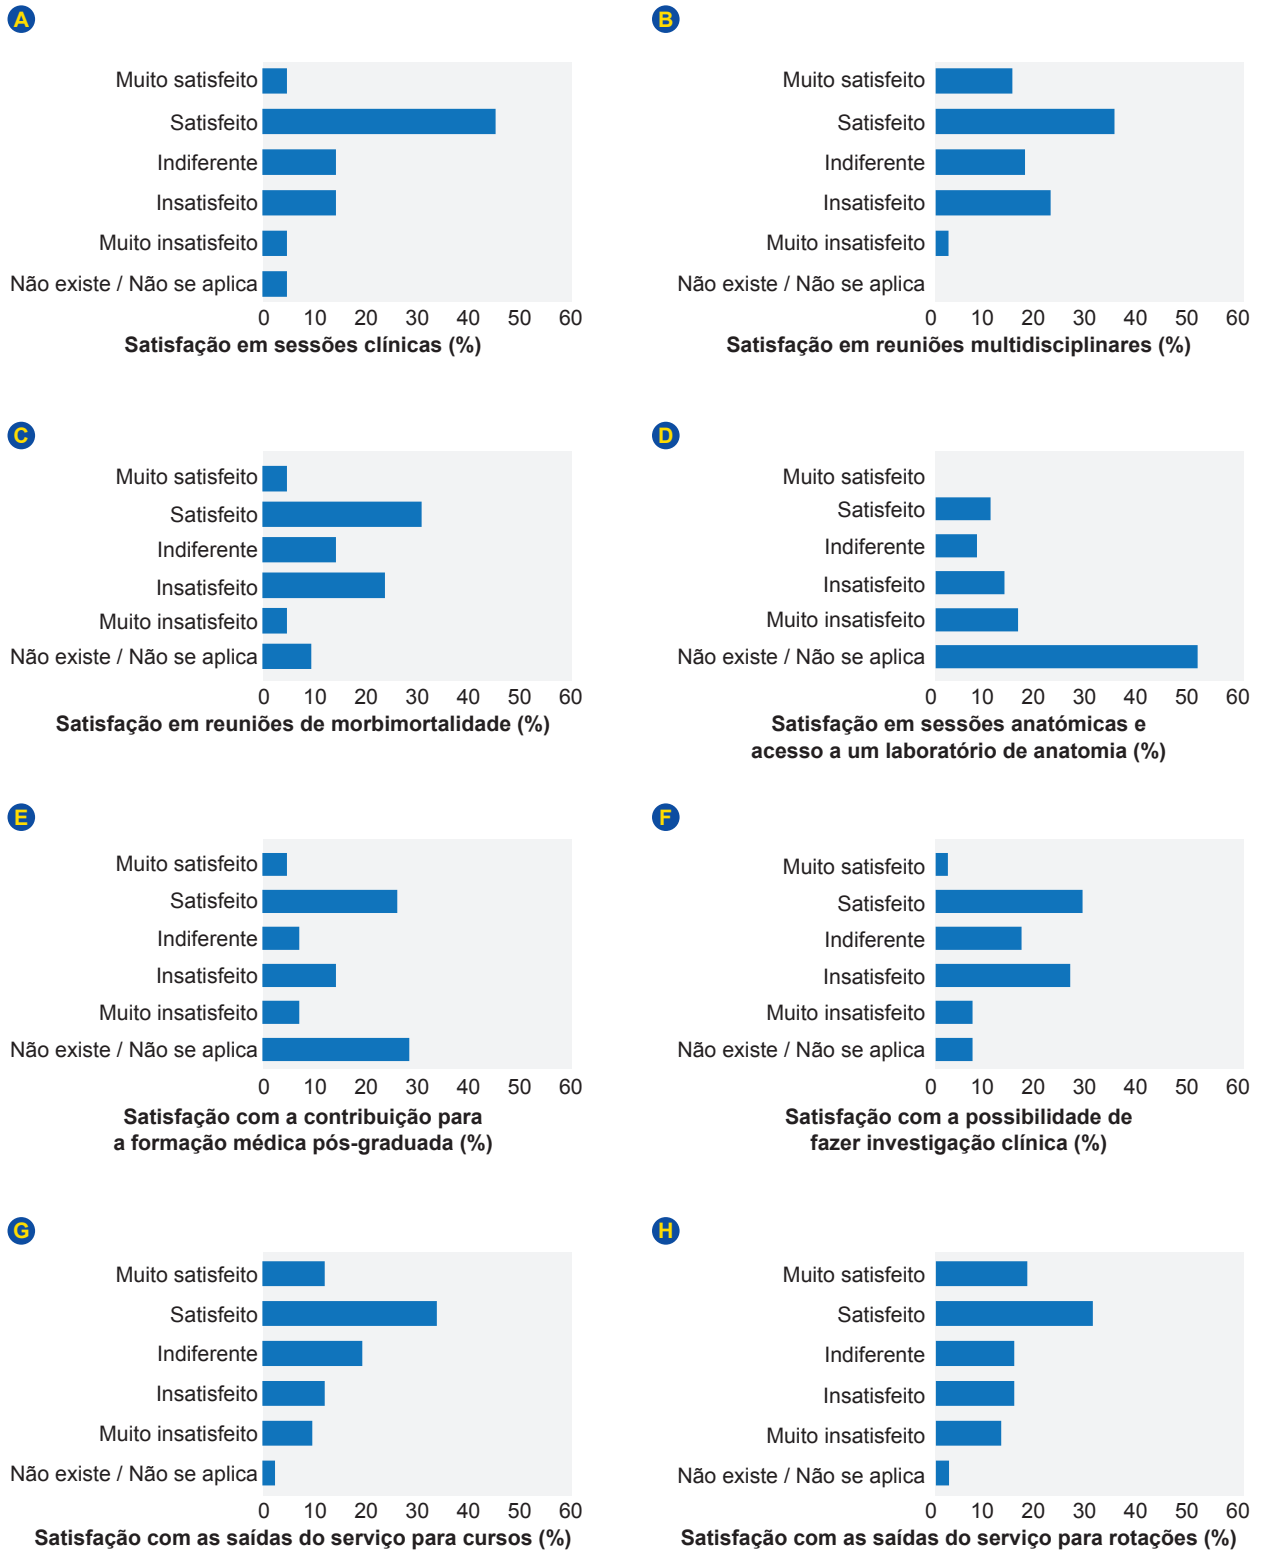 A
Muito satisfeito
Satisfeito
Indiferente
Insatisfeito
Muito insatisfeito
Não existe / Não se aplica
0 10 20 30 40 50 60
Satisfação em sessões clínicas (%)
B
Muito satisfeito
Satisfeito
Indiferente
Insatisfeito
Muito insatisfeito
Não existe / Não se aplica
0 10 20 30 40 50 60
Satisfação em reuniões multidisciplinares (%)
C
Muito satisfeito
Satisfeito
Indiferente
Insatisfeito
Muito insatisfeito
Não existe / Não se aplica
0 10 20 30 40 50 60
Satisfação em reuniões de morbimortalidade (%)
D
Muito satisfeito
Satisfeito
Indiferente
Insatisfeito
Muito insatisfeito
Não existe / Não se aplica
0 10 20 30 40 50 60
Satisfação em sessões anatómicas e
acesso a um laboratório de anatomia (%)
E
Muito satisfeito
Satisfeito
Indiferente
Insatisfeito
Muito insatisfeito
Não existe / Não se aplica
0 10 20 30 40 50 60
Satisfação com a contribuição para
a formação médica pós-graduada (%)
F
Muito satisfeito
Satisfeito
Indiferente
Insatisfeito
Muito insatisfeito
Não existe / Não se aplica
0 10 20 30 40 50 60
Satisfação com a possibilidade de
fazer investigação clínica (%)
G
Muito satisfeito
Satisfeito
Indiferente
Insatisfeito
Muito insatisfeito
Não existe / Não se aplica
0 10 20 30 40 50 60
Satisfação com as saídas do serviço para cursos (%)
H
Muito satisfeito
Satisfeito
Indiferente
Insatisfeito
Muito insatisfeito
Não existe / Não se aplica
0 10 20 30 40 50 60
Satisfação com as saídas do serviço para rotações (%)